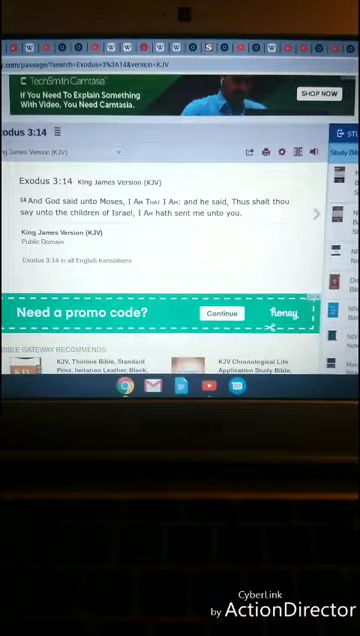 y.com/passage/?search=Exodus+3%3A14&version=KJV
TechSmith Camtasia
If You Need To Explain Something
With Video, You Need Camtasia.
SHOP NOW
odus 3:14
STU
ng James Version (KJV)
Study Bib
Exodus 3:14 King James Version (KJV)
14 And God said unto Moses, I AM THAT I AM: and he said, Thus shalt thou
say unto the children of Israel, I AM hath sent me unto you.
King James Version (KJV)
Public Domain
Exodus 3:14 in all English translations
Need a promo code?
Continue
honey
BIBLE GATEWAY RECOMMENDS
KJV, Thinline Bible, Standard
Print, Imitation Leather, Black,
KJV Chronological Life
Application Study Bible,
CyberLink
by ActionDirector